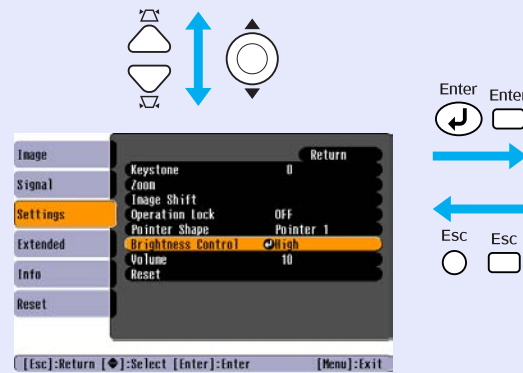 Enter Enter
Image
Signal
Settings
Extended
Info
Reset
Return
Keystone 0
Zoom
Image Shift
Operation Lock OFF
Pointer Shape Pointer 1
Brightness Control High
Volume 10
Reset
Esc Esc
[Esc]:Return [◆]:Select [Enter]:Enter [Menu]:Exit